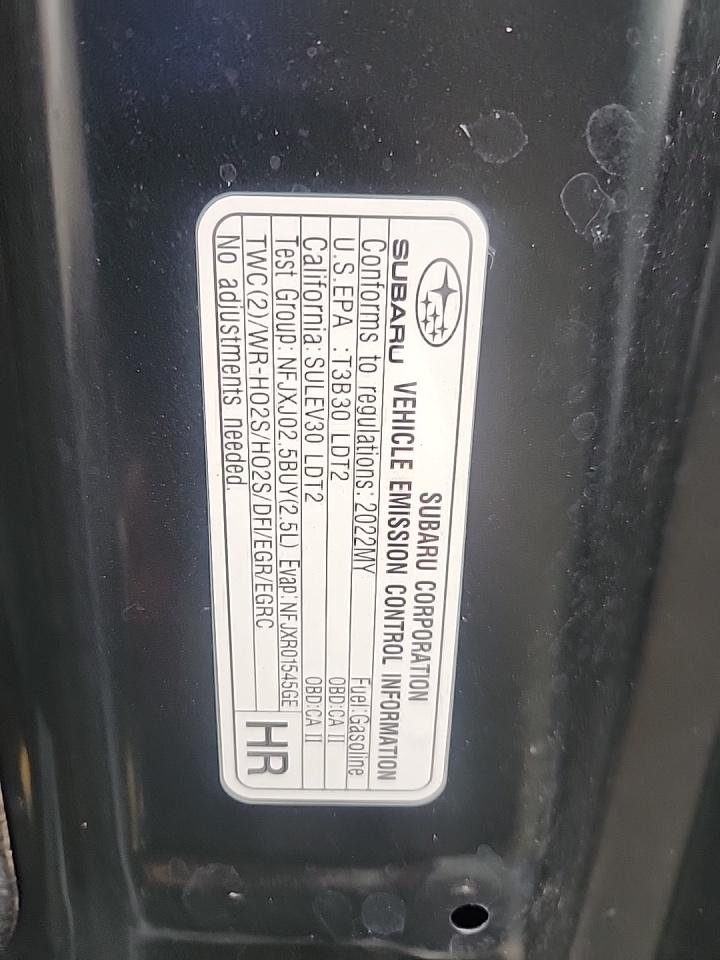 SUBARU CORPORATION
SUBARU VEHICLE EMISSION CONTROL INFORMATION
Conforms to regulations: 2022MY Fuel:Gasoline
U.S.EPA :T3B30 LDT2 OBD:CA II
California:SULEV30 LDT2 OBD:CA II
Test Group: NFJXJ02.5BUY(2.5L) Evap:NFJXR01545GE
TWC(2)/WR-HO2S/HO2S/DFI/EGR/EGRC
No adjustments needed.
HR